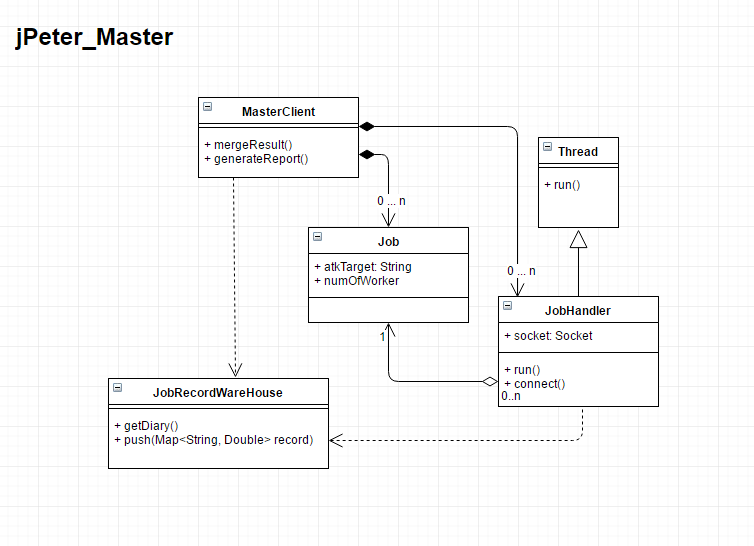 jPeter_Master
MasterClient
+ mergeResult()
+ generateReport()
Thread
+ run()
0 ... n
Job
+ atkTarget: String
+ numOfWorker
0 ... n
JobHandler
+ socket: Socket
+ run()
+ connect()
0..n
1
JobRecordWareHouse
+ getDiary()
+ push(Map<String, Double> record)